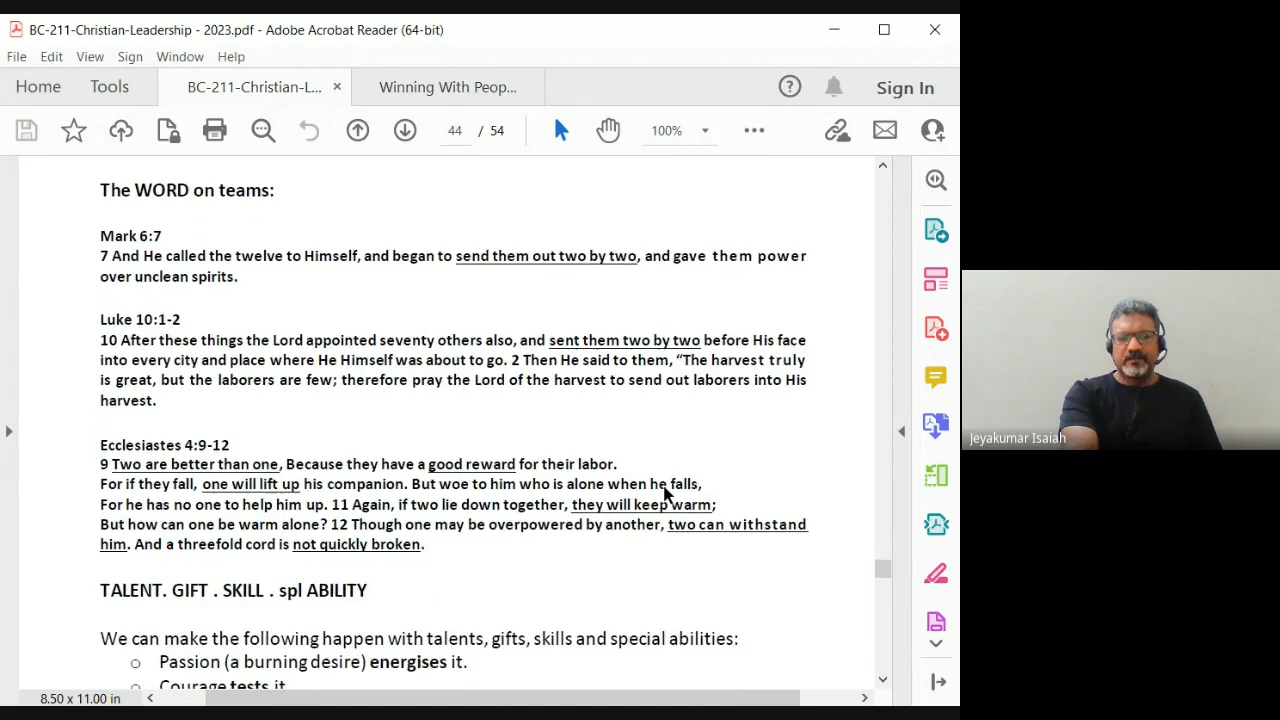 BC-211-Christian-Leadership - 2023.pdf - Adobe Acrobat Reader (64-bit)
File Edit View Sign Window Help
Home Tools BC-211-Christian-L... × Winning With Peop... Sign In
44 / 54 100%
The WORD on teams:
Mark 6:7
7 And He called the twelve to Himself, and began to send them out two by two, and gave them power
over unclean spirits.
Luke 10:1-2
10 After these things the Lord appointed seventy others also, and sent them two by two before His face
into every city and place where He Himself was about to go. 2 Then He said to them, “The harvest truly
is great, but the laborers are few; therefore pray the Lord of the harvest to send out laborers into His
harvest.
Ecclesiastes 4:9-12
9 Two are better than one, Because they have a good reward for their labor.
For if they fall, one will lift up his companion. But woe to him who is alone when he falls,
For he has no one to help him up. 11 Again, if two lie down together, they will keep warm;
But how can one be warm alone? 12 Though one may be overpowered by another, two can withstand
him. And a threefold cord is not quickly broken.
TALENT. GIFT . SKILL . spl ABILITY
We can make the following happen with talents, gifts, skills and special abilities:
o Passion (a burning desire) energises it.
o Courage tests it.
8.50 x 11.00 in
Jeyakumar Isaiah